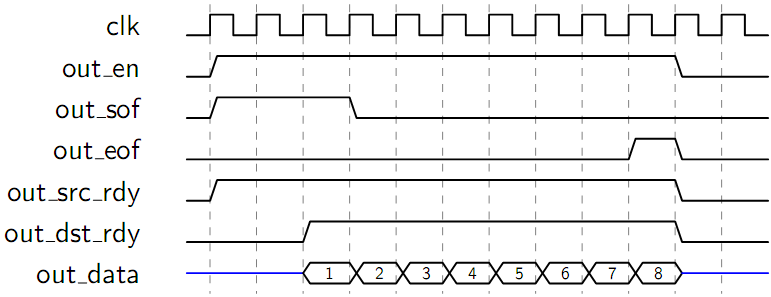 clk
out_en
out_sof
out_eof
out_src_rdy
out_dst_rdy
out_data 1 2 3 4 5 6 7 8